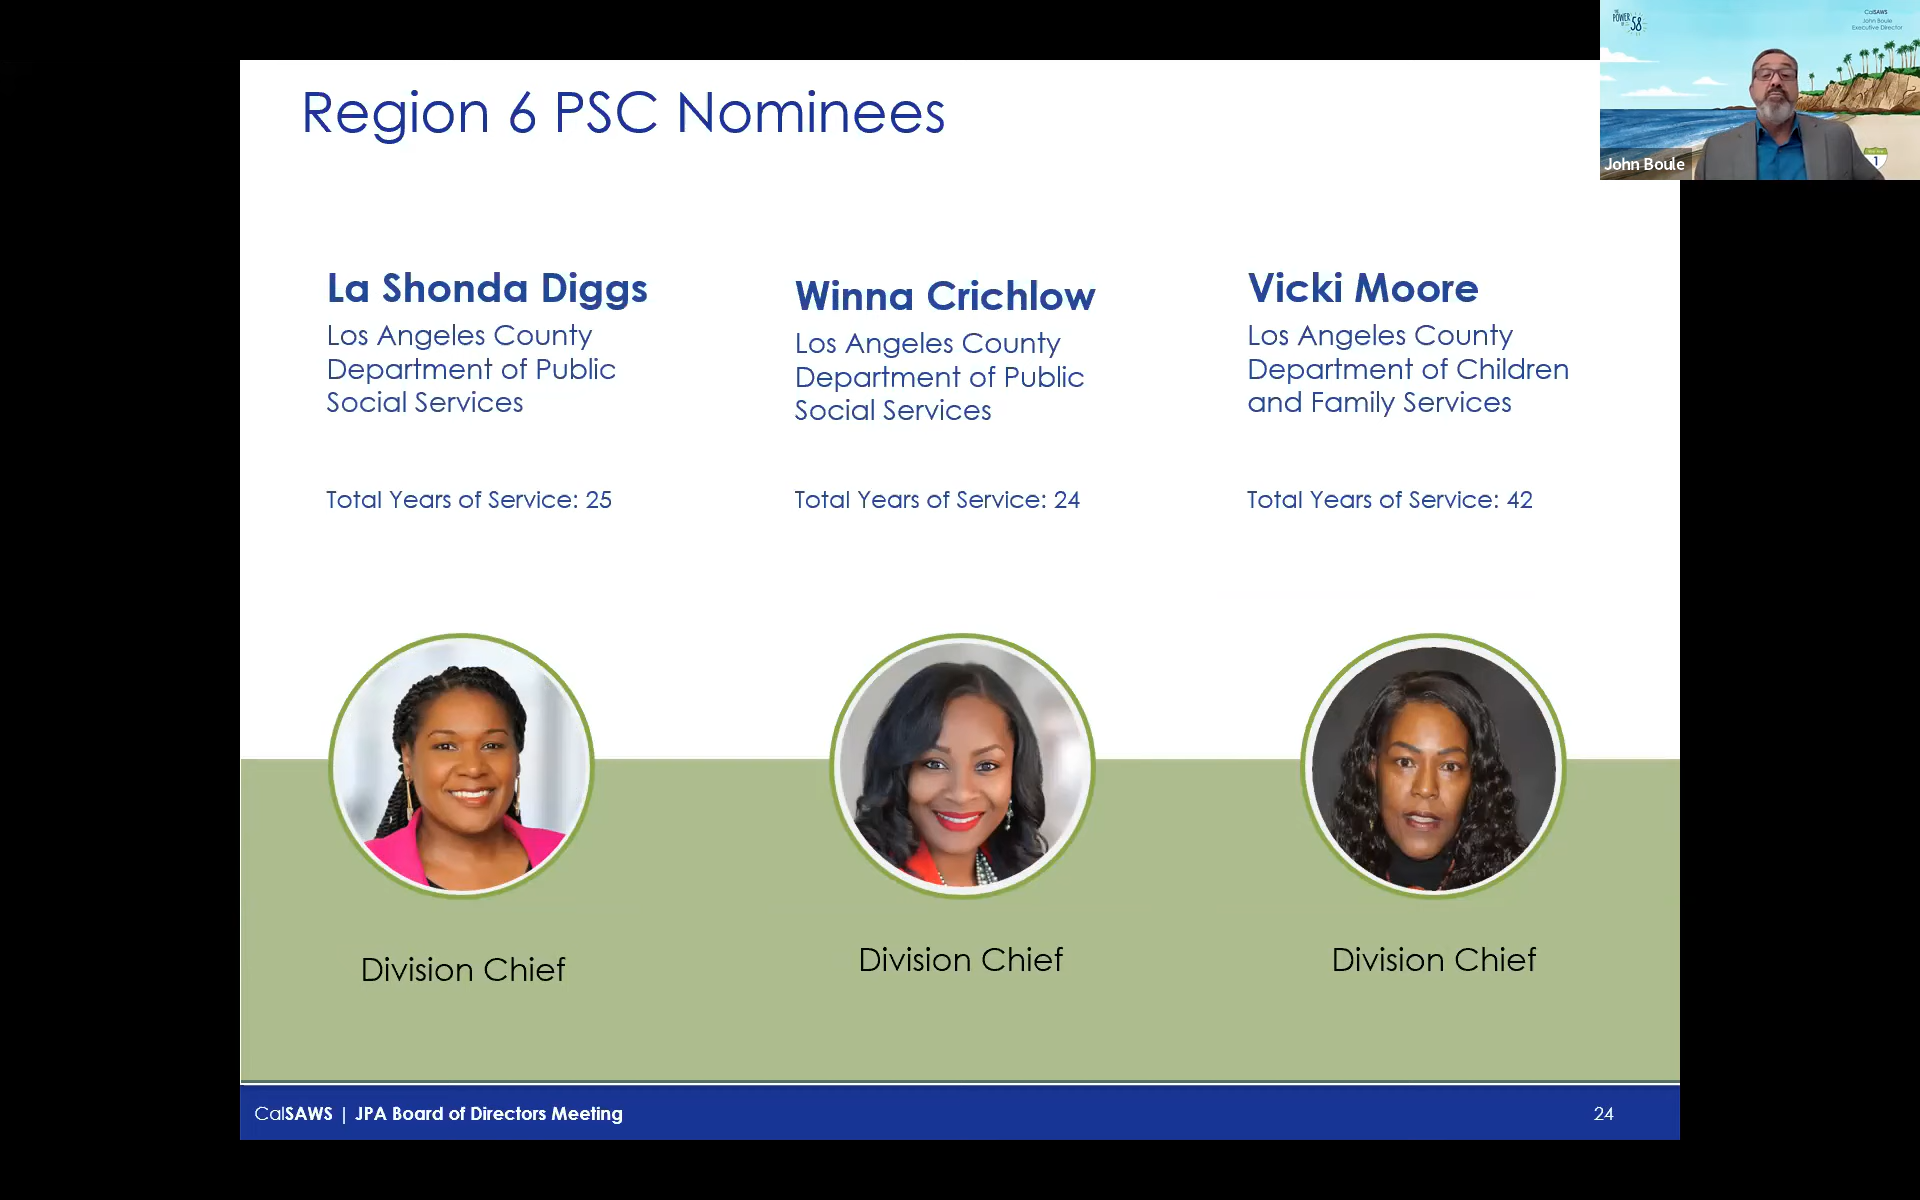 Region 6 PSC Nominees
La Shonda Diggs
Los Angeles County
Department of Public
Social Services
Total Years of Service: 25
Winna Crichlow
Los Angeles County
Department of Public
Social Services
Total Years of Service: 24
Vicki Moore
Los Angeles County
Department of Children
and Family Services
Total Years of Service: 42
Division Chief
Division Chief
Division Chief
CalSAWS | JPA Board of Directors Meeting
24
THE
POWER
OF 58
CalSAWS
John Boule
Executive Director
1
John Boule